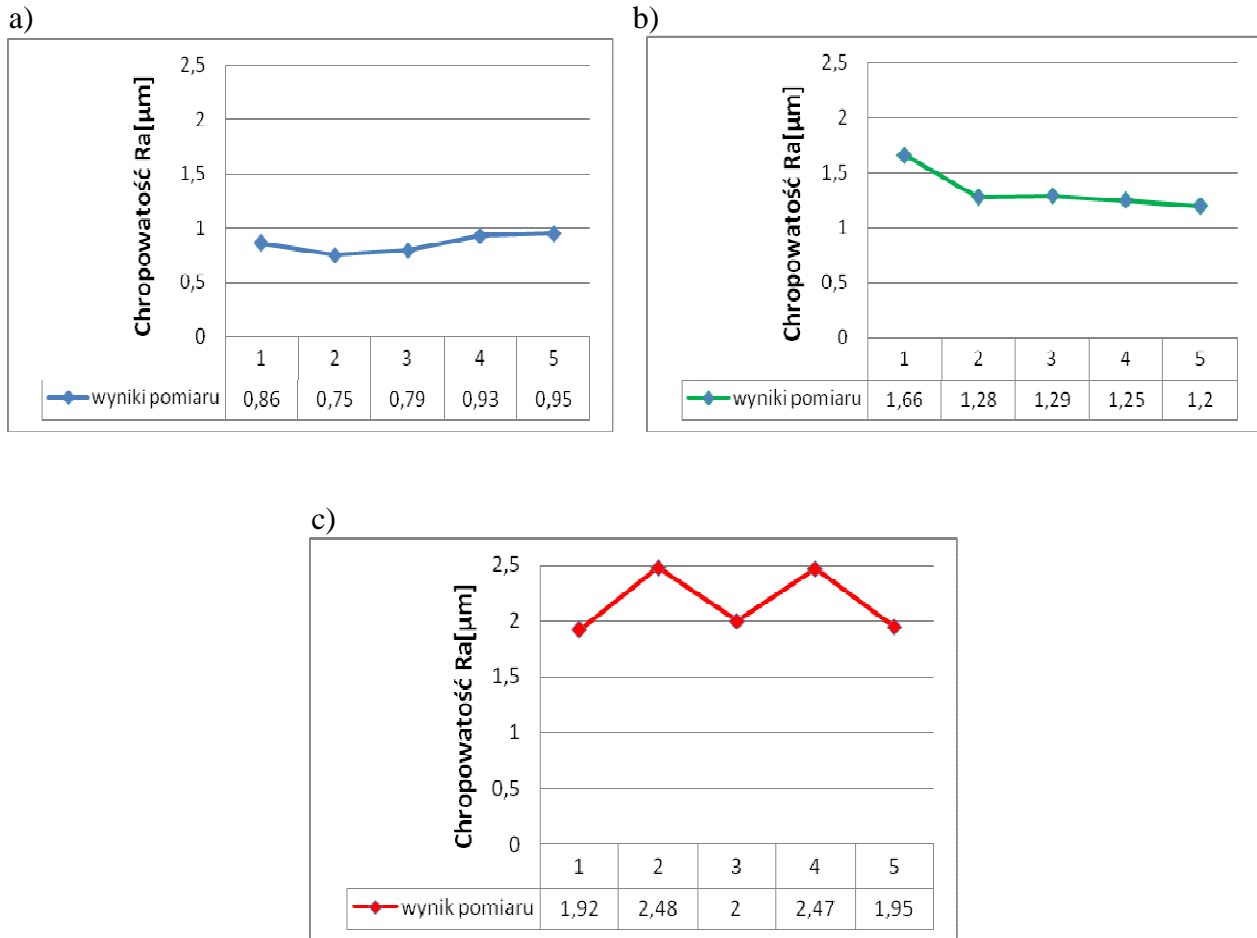 a)
Chropowatość Ra[µm]
2,5
2
1,5
1
0,5
0
1 2 3 4 5
wyniki pomiaru 0,86 0,75 0,79 0,93 0,95
b)
Chropowatość Ra[µm]
2,5
2
1,5
1
0,5
0
1 2 3 4 5
wyniki pomiaru 1,66 1,28 1,29 1,25 1,2
c)
Chropowatość Ra[µm]
2,5
2
1,5
1
0,5
0
1 2 3 4 5
wynik pomiaru 1,92 2,48 2 2,47 1,95